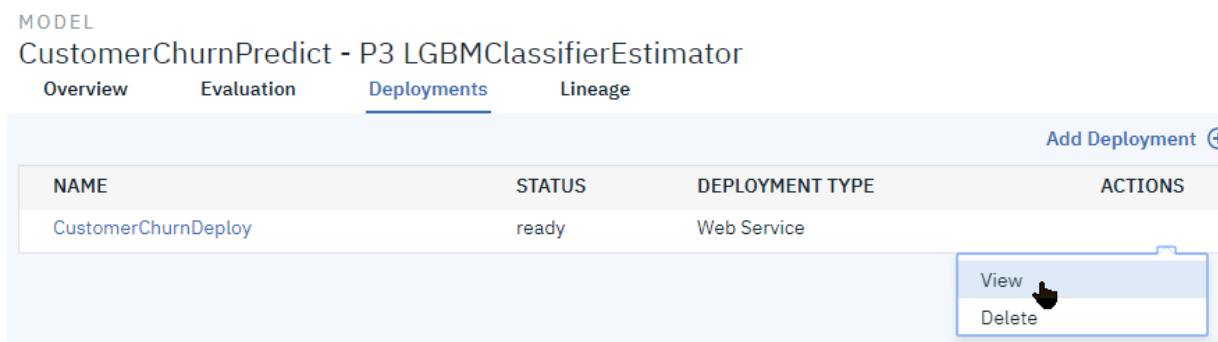 MODEL
CustomerChurnPredict - P3 LGBMClassifierEstimator
Overview Evaluation Deployments Lineage
Add Deployment
NAME STATUS DEPLOYMENT TYPE ACTIONS
CustomerChurnDeploy ready Web Service
View
Delete